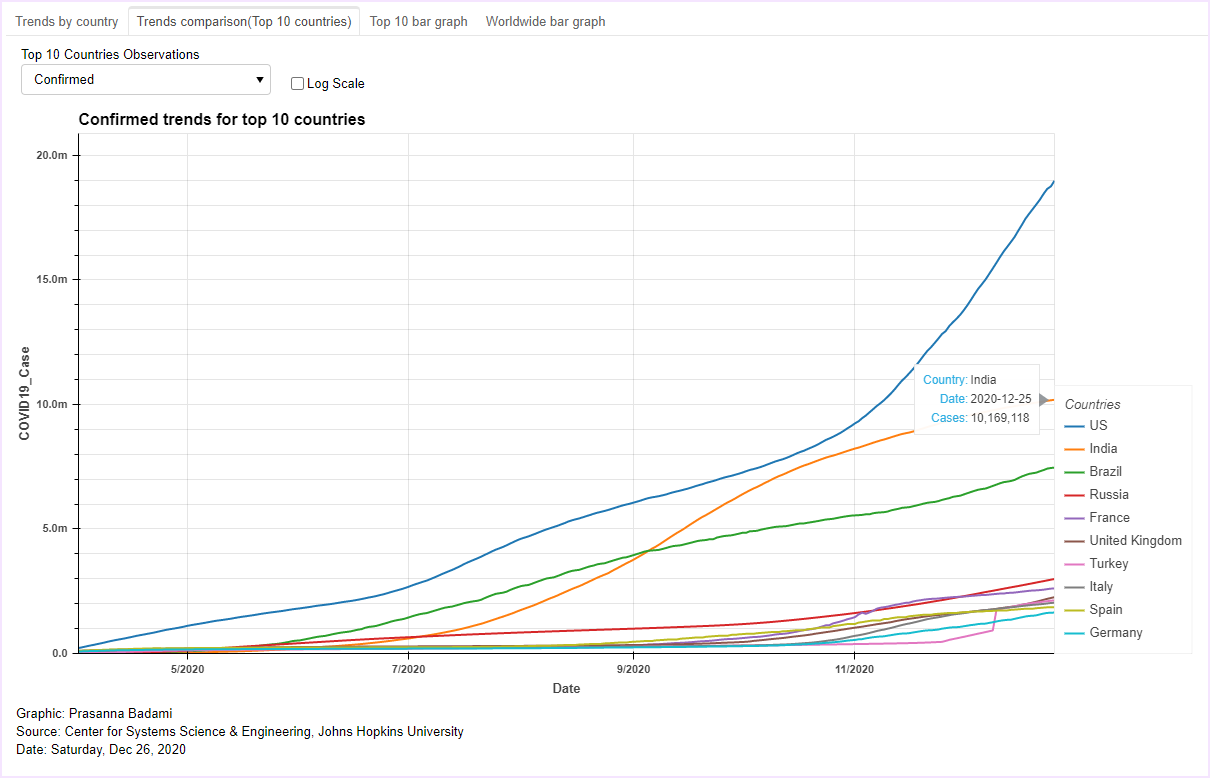 Trends by country
Trends comparison(Top 10 countries)
Top 10 bar graph
Worldwide bar graph
Top 10 Countries Observations
Confirmed
Log Scale
Confirmed trends for top 10 countries
20.0m
15.0m
10.0m
5.0m
0.0
COVID19_Case
5/2020
7/2020
9/2020
11/2020
Date
Country: India
Date: 2020-12-25
Cases: 10,169,118
Countries
US
India
Brazil
Russia
France
United Kingdom
Turkey
Italy
Spain
Germany
Graphic: Prasanna Badami
Source: Center for Systems Science & Engineering, Johns Hopkins University
Date: Saturday, Dec 26, 2020